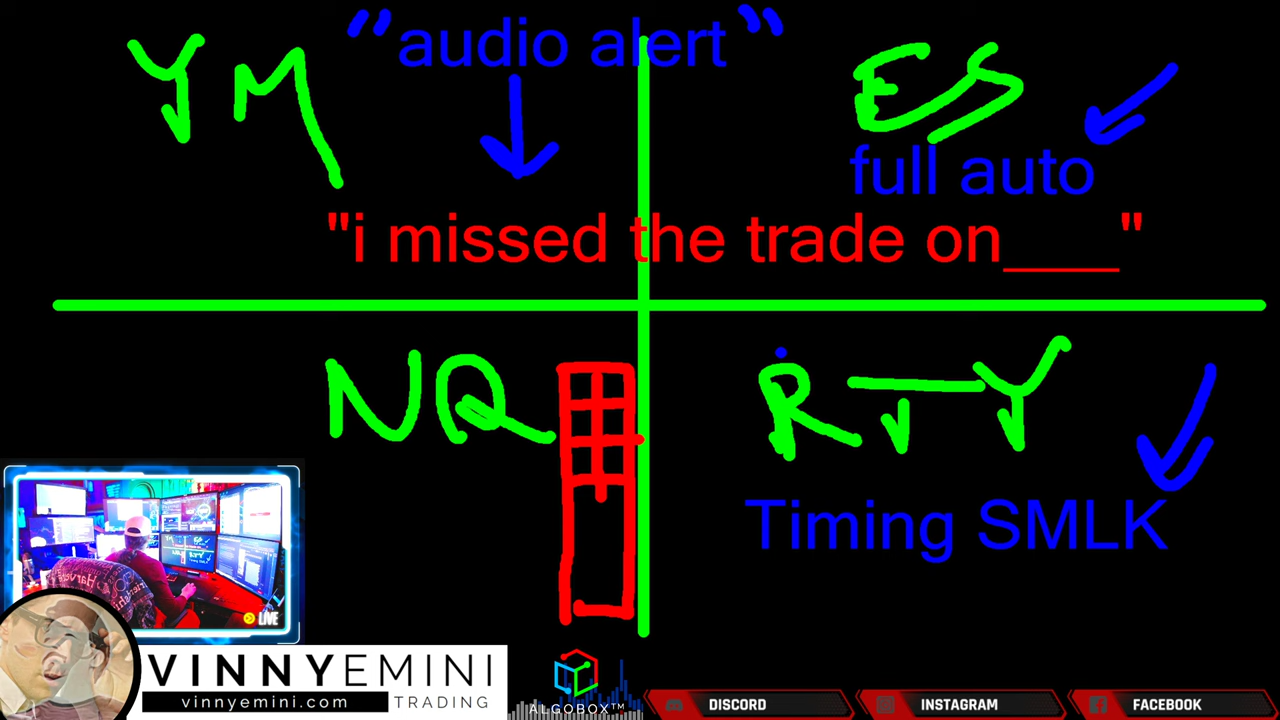 YM
"audio alert"
ES
full auto
"i missed the trade on____"
NQ
RTY
Timing SMLK
LIVE
VINNYEMINI
vinnyemini.com TRADING
ALGOBOX™
DISCORD
INSTAGRAM
FACEBOOK